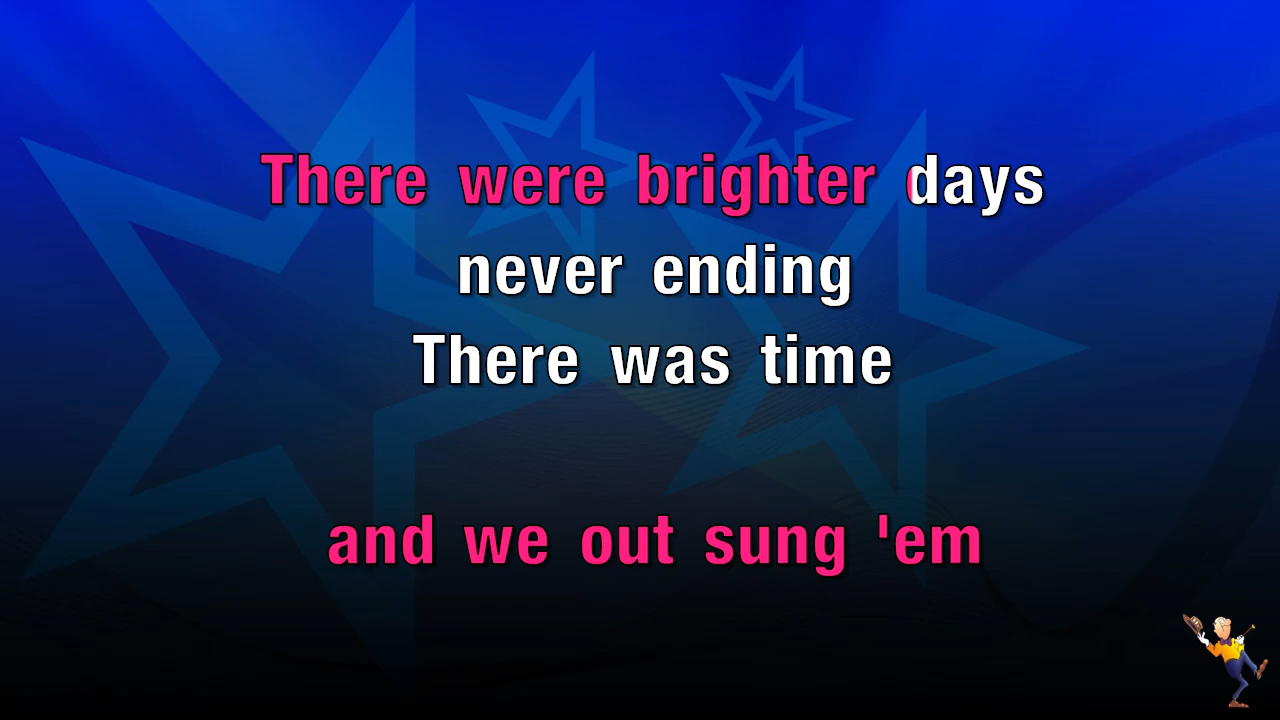 There were brighter days
never ending
There was time
and we out sung 'em